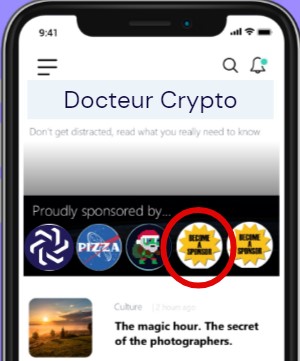 9:41
Docteur Crypto
Don't get distracted, read what you really need to know
Proudly sponsored by...
PIZZA
BECOME
A
SPONSOR
BECOME
A
SPONSOR
Culture | 2 hours ago
The magic hour. The secret
of the photographers.